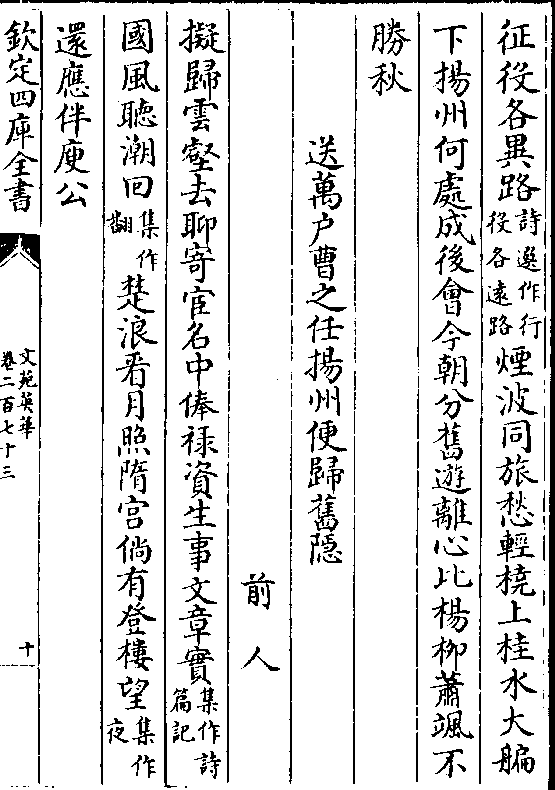 征役各異路詩選作行役各遠路煙波同旅愁輕橈上桂水大艑
下揚州何處成後會今朝分舊遊離心比楊柳蕭颯不
勝秋
送萬户曹之任揚州便歸舊隠
前人
擬歸雲壑去聊寄宦名中俸禄資生事文章實集作詩篇記
國風聽潮回集作翻楚浪看月照隋宫倘有登樓望集作夜
還應伴庾公
欽定四庫全書
文苑英華
卷二百七十三
十